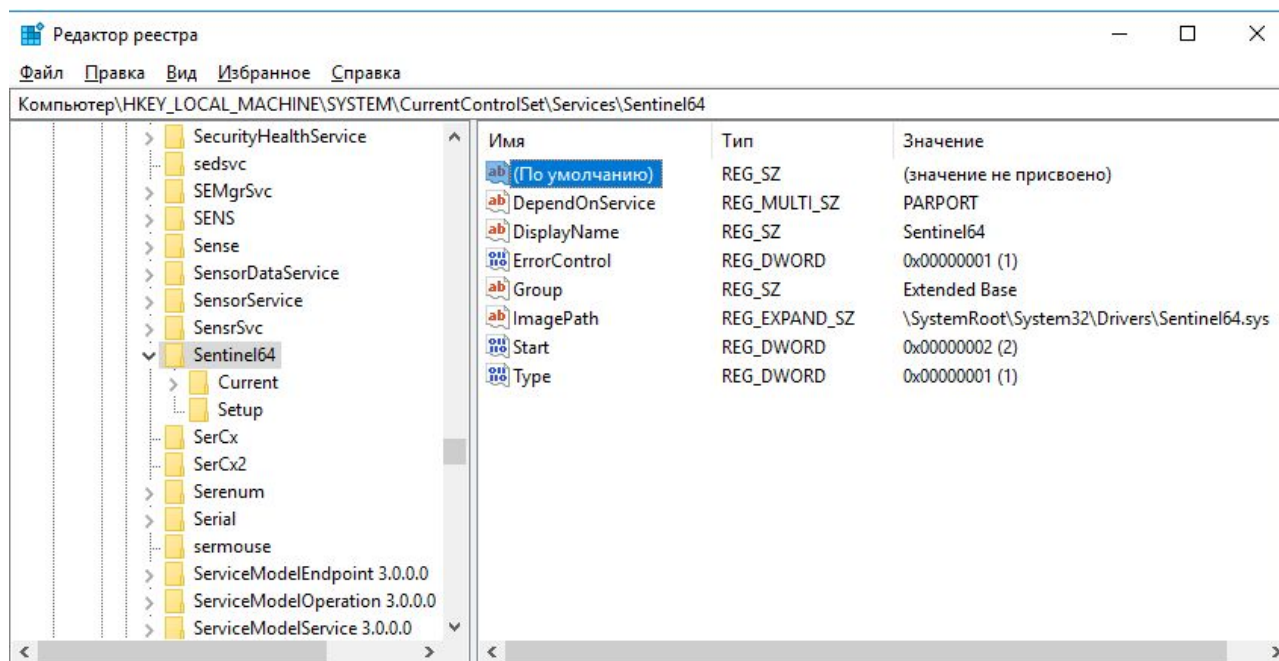 Редактор реестра
Файл Правка Вид Избранное Справка
Компьютер\HKEY_LOCAL_MACHINE\SYSTEM\CurrentControlSet\Services\Sentinel64
SecurityHealthService
sedsvc
SEMgrSvc
SENS
Sense
SensorDataService
SensorService
SensrSvc
Sentinel64
Current
Setup
SerCx
SerCx2
Serenum
Serial
sermouse
ServiceModelEndpoint 3.0.0.0
ServiceModelOperation 3.0.0.0
ServiceModelService 3.0.0.0
Имя Тип Значение
(По умолчанию) REG_SZ (значение не присвоено)
DependOnService REG_MULTI_SZ PARPORT
DisplayName REG_SZ Sentinel64
ErrorControl REG_DWORD 0x00000001 (1)
Group REG_SZ Extended Base
ImagePath REG_EXPAND_SZ \SystemRoot\System32\Drivers\Sentinel64.sys
Start REG_DWORD 0x00000002 (2)
Type REG_DWORD 0x00000001 (1)